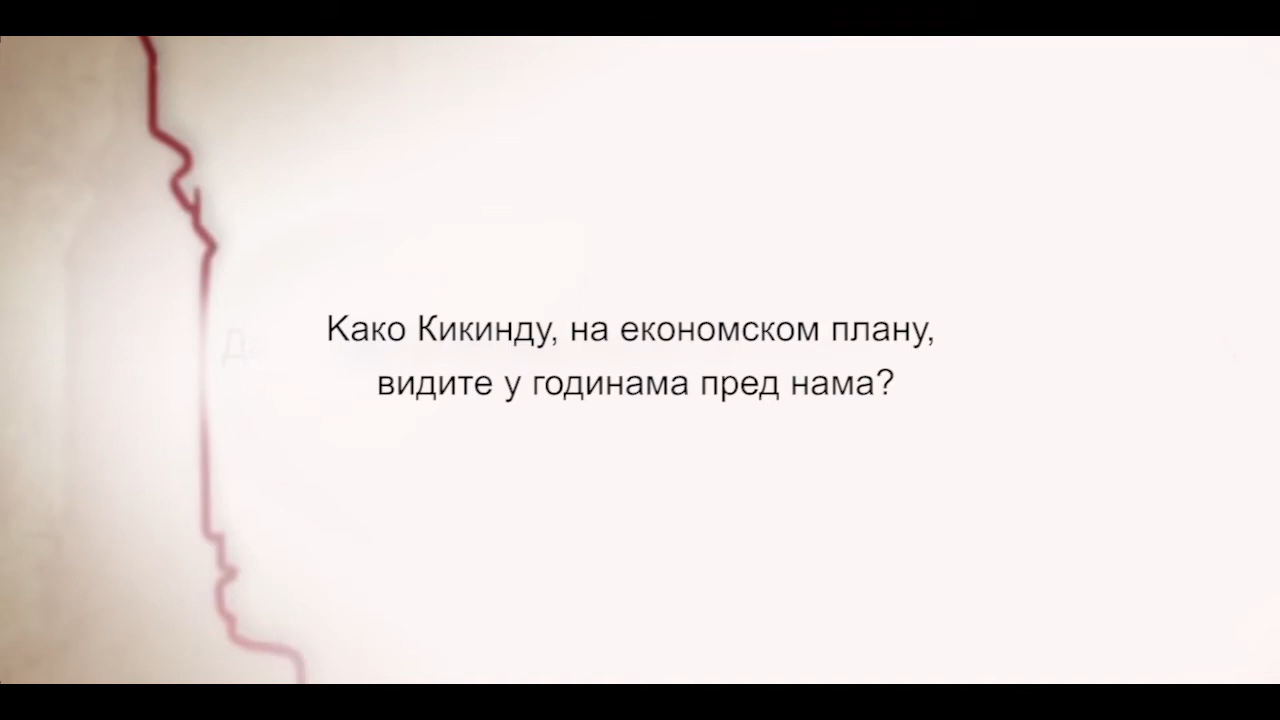 Како Кикинду, на економском плану,
видите у годинама пред нама?